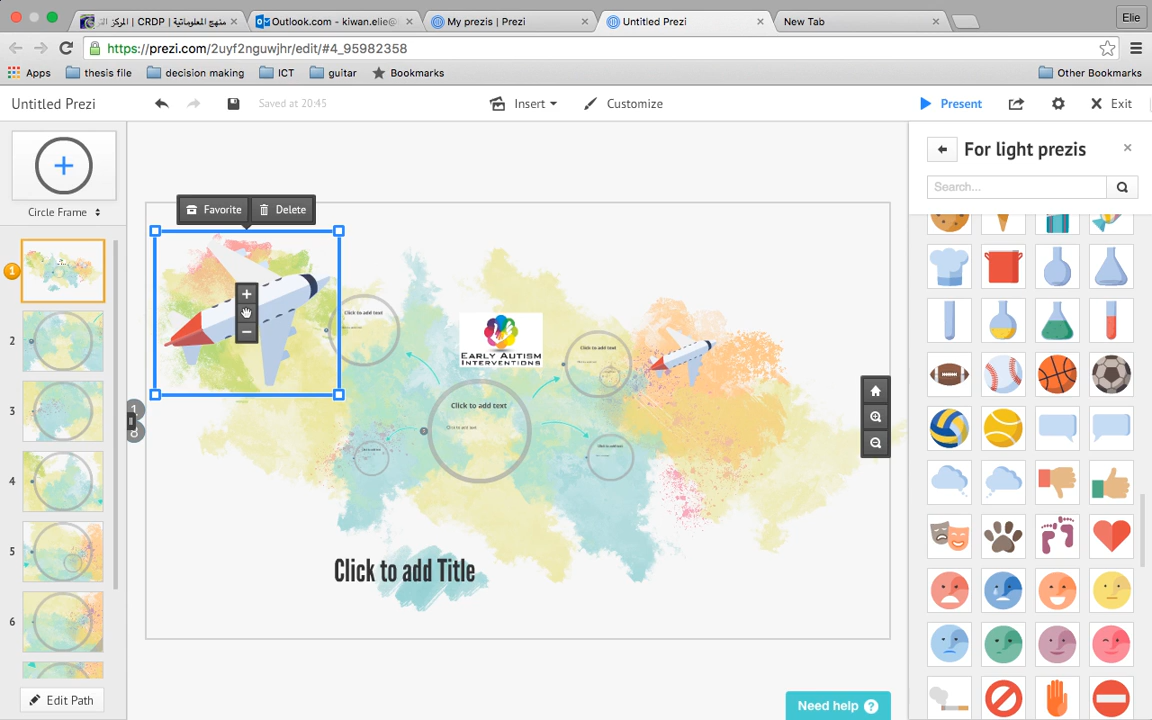 منهج المعلوماتية | CRDP | المركز الت
Outlook.com - kiwan.elie@
My prezis | Prezi
Untitled Prezi
New Tab
Elie
https://prezi.com/2uyf2nguwjhr/edit/#4_95982358
Apps
thesis file
decision making
ICT
guitar
Bookmarks
Other Bookmarks
Untitled Prezi
Saved at 20:45
Insert
Customize
Present
Exit
Circle Frame
1
2
3
4
5
6
Edit Path
Favorite
Delete
Click to add text
EARLY AUTISM
INTERVENTIONS
Click to add text
Click to add text
Click to add Title
For light prezis
Search...
Need help ?